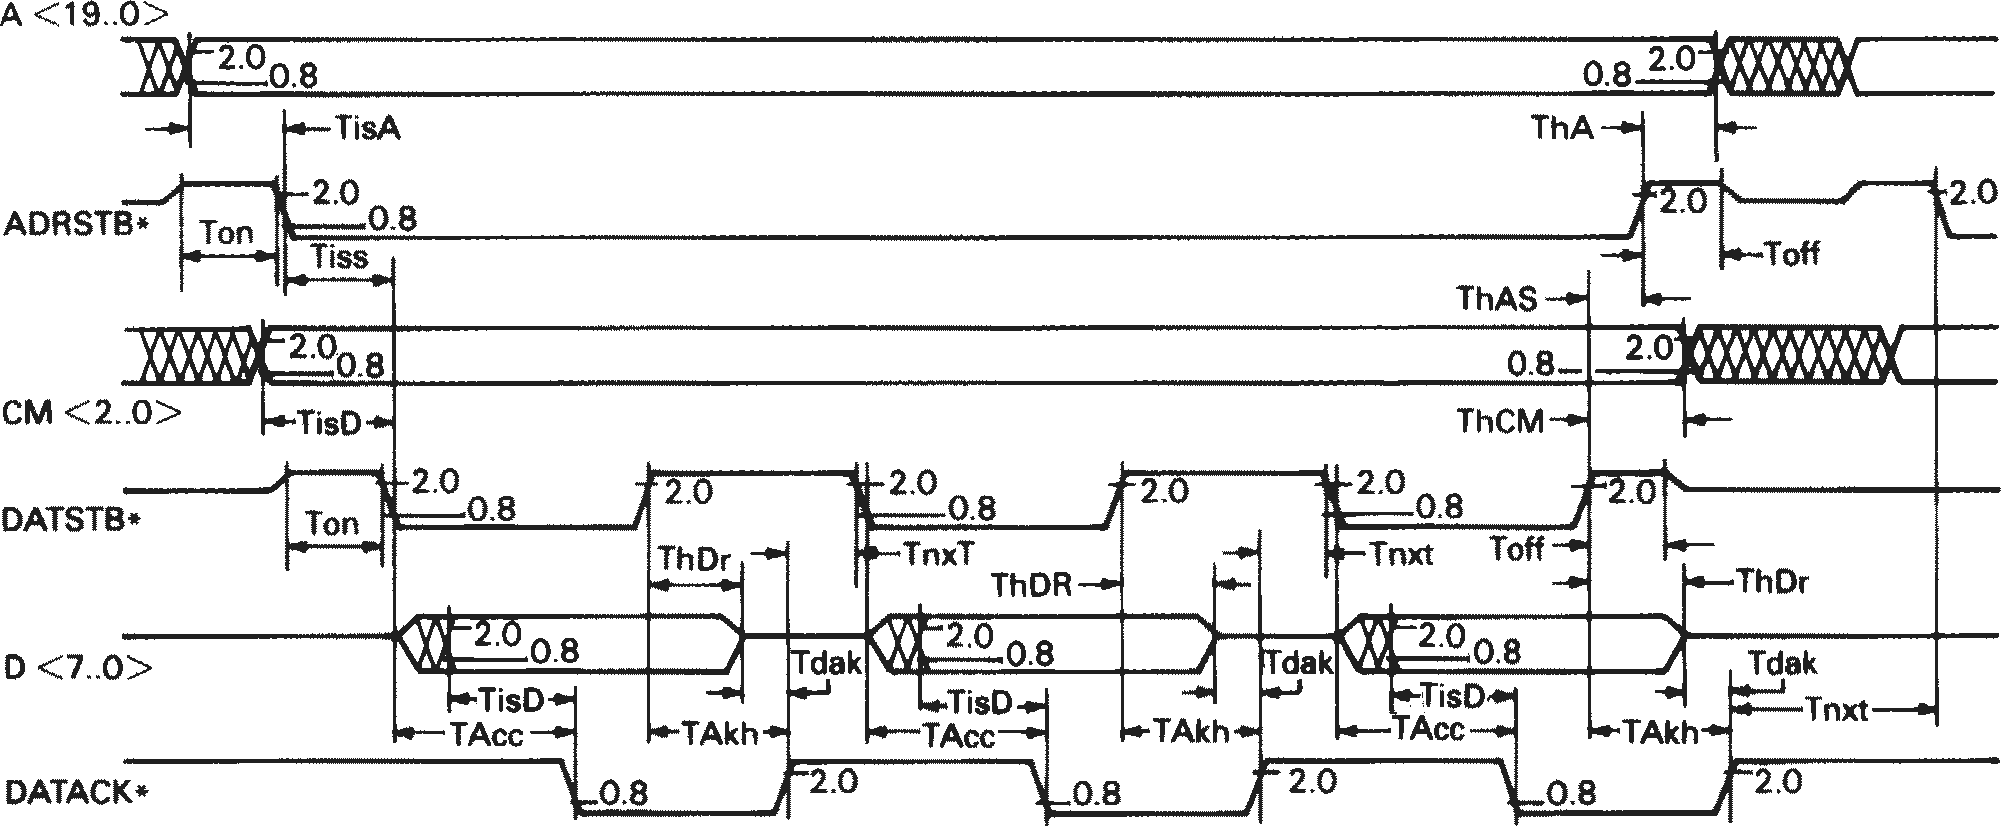 A <19..0>
2.0
0.8
2.0
0.8
TisA
ThA
ADRSTB*
2.0
0.8
2.0
2.0
Ton
Tiss
Toff
ThAS
2.0
0.8
2.0
0.8
CM <2..0>
TisD
ThCM
DATSTB*
2.0
0.8
2.0
2.0
0.8
2.0
2.0
0.8
2.0
Ton
ThDr
TnxT
ThDR
Tnxt
Toff
ThDr
D <7..0>
2.0
0.8
2.0
0.8
2.0
0.8
Tdak
Tdak
Tdak
TisD
TisD
TisD
Tnxt
TAcc
TAkh
TAcc
TAkh
TAcc
TAkh
DATACK*
0.8
2.0
0.8
2.0
0.8
2.0